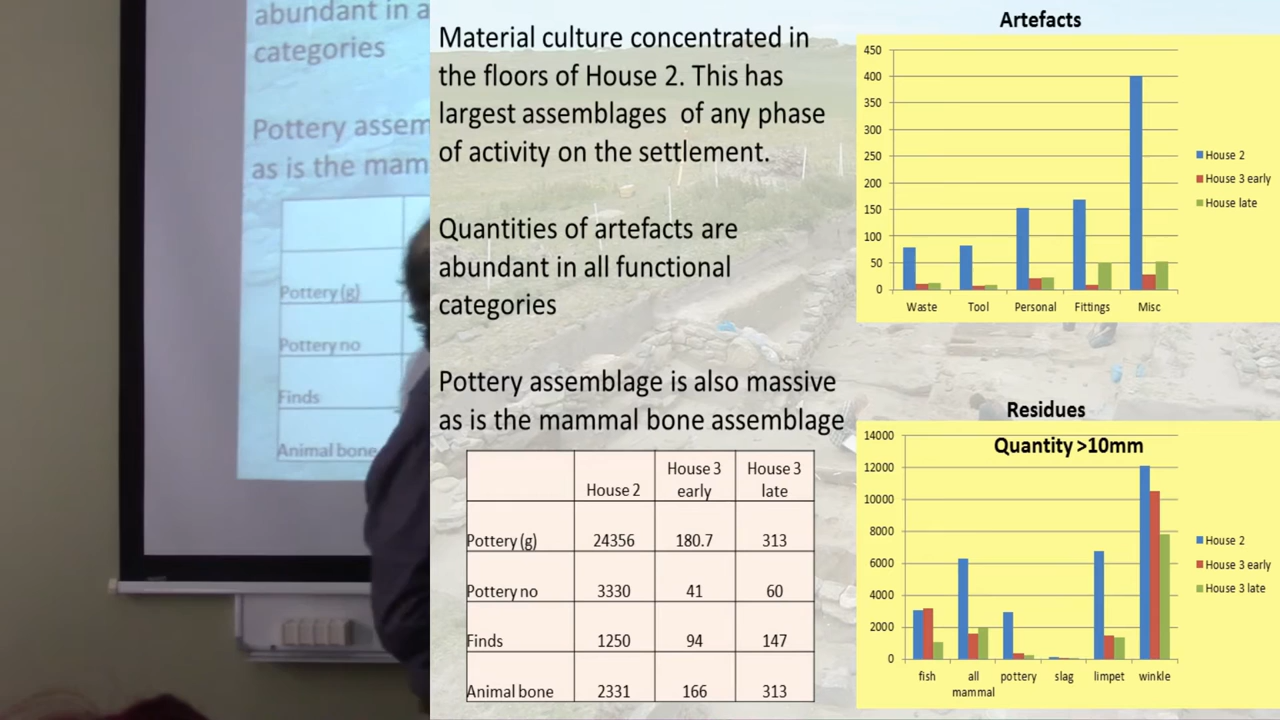 abundant in a
categories
Pottery assem
as is the mam
Pottery (g)
Pottery no
Finds
Animal bone
Material culture concentrated in
the floors of House 2. This has
largest assemblages of any phase
of activity on the settlement.
Quantities of artefacts are
abundant in all functional
categories
Pottery assemblage is also massive
as is the mammal bone assemblage
House 2 House 3 early House 3 late
Pottery (g) 24356 180.7 313
Pottery no 3330 41 60
Finds 1250 94 147
Animal bone 2331 166 313
Artefacts
450
400
350
300
250
200
150
100
50
0
Waste Tool Personal Fittings Misc
House 2
House 3 early
House late
Residues
Quantity >10mm
14000
12000
10000
8000
6000
4000
2000
0
fish all mammal pottery slag limpet winkle
House 2
House 3 early
House 3 late